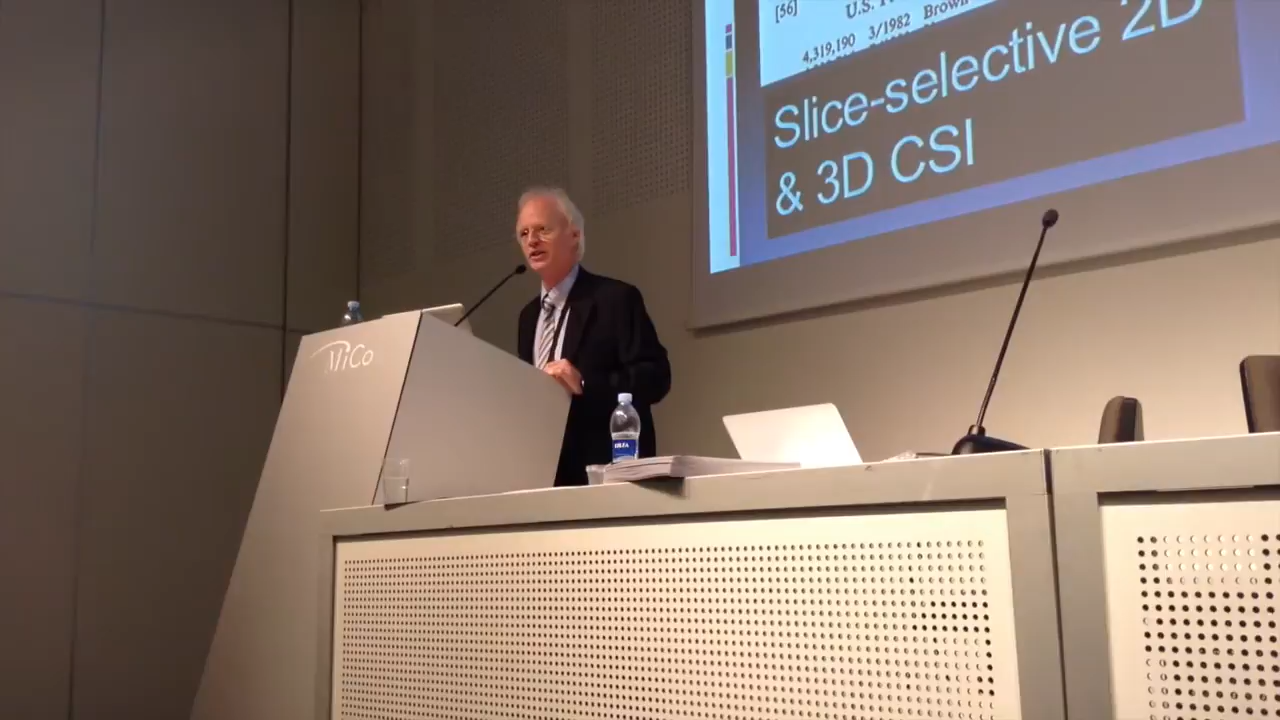 [56]
4,319,190 3/1982 Brown
Slice-selective 2D
& 3D CSI
MiCo